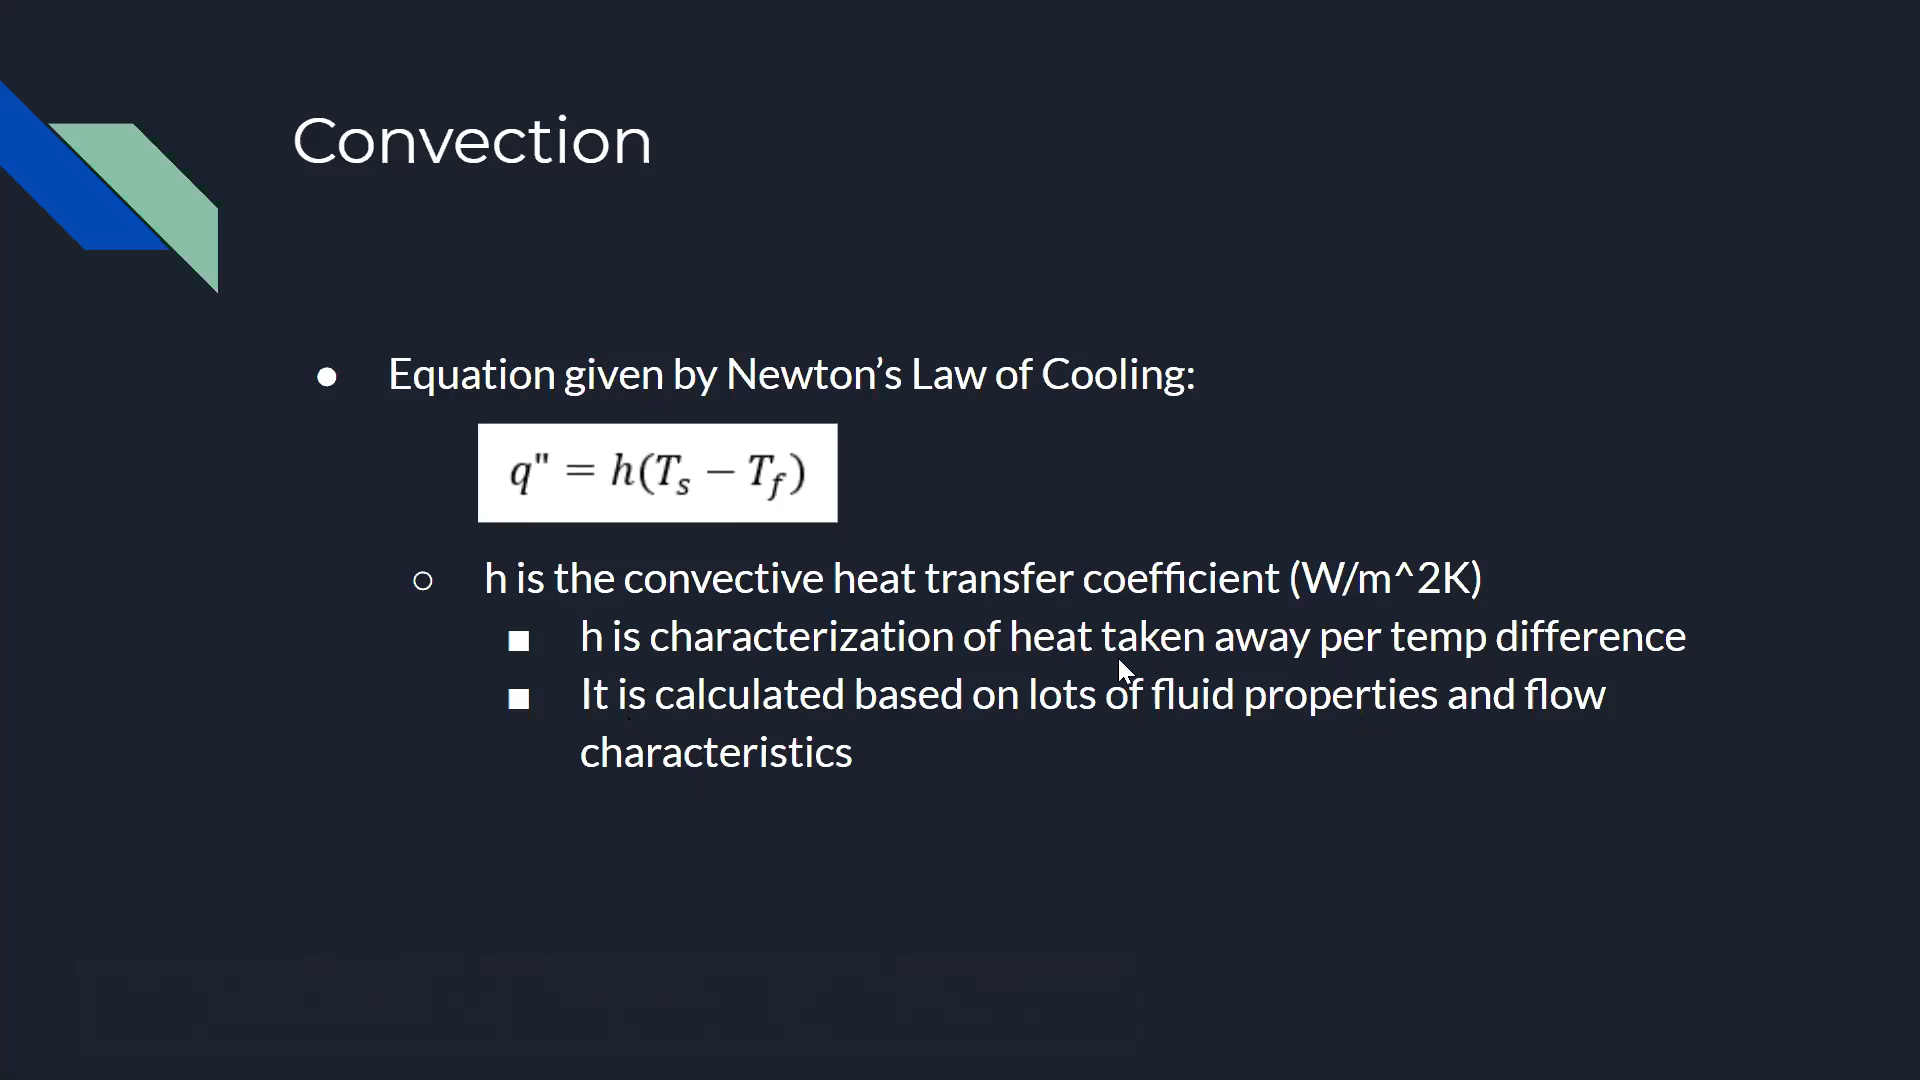 Convection
● Equation given by Newton’s Law of Cooling:
q" = h(Tₛ − T_f)
○ h is the convective heat transfer coefficient (W/m^2K)
■ h is characterization of heat taken away per temp difference
■ It is calculated based on lots of fluid properties and flow
characteristics